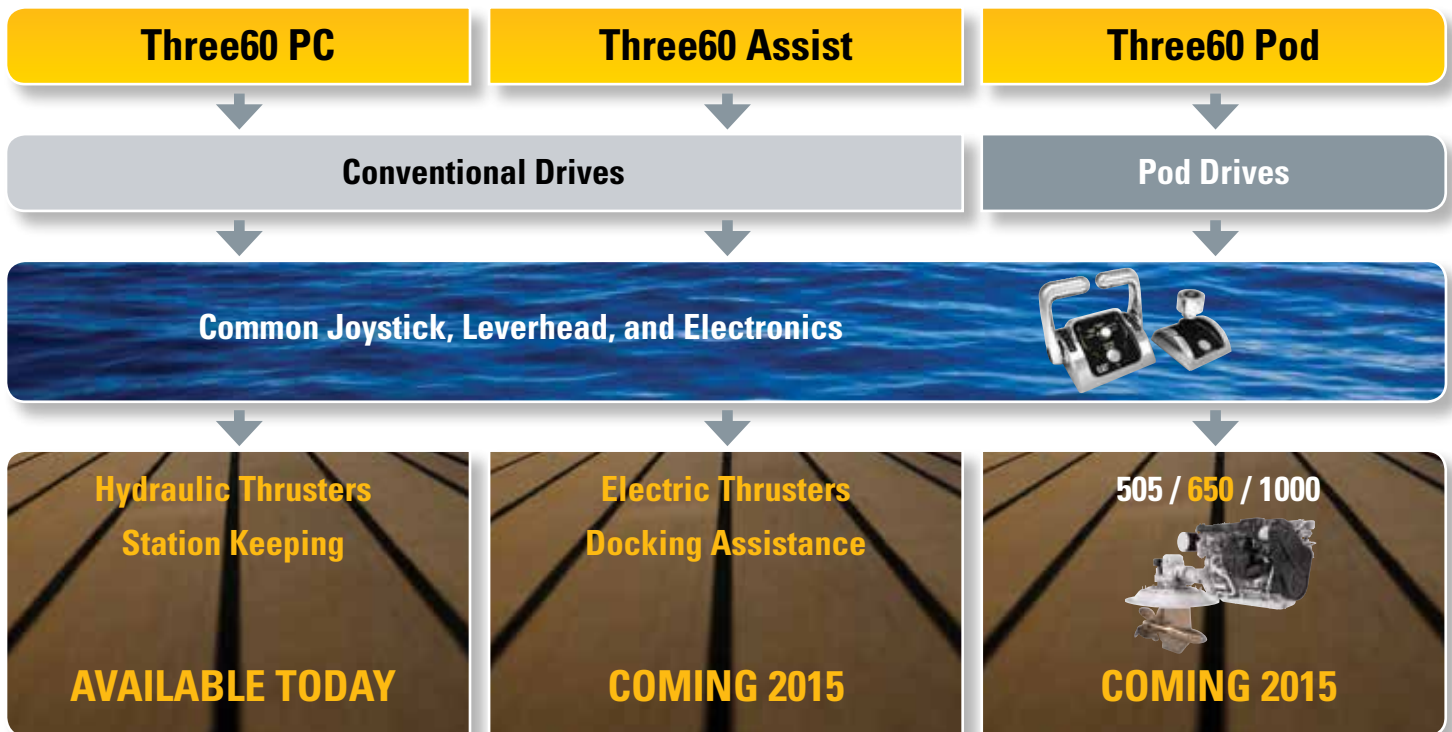 Three60 PC
Three60 Assist
Three60 Pod
Conventional Drives
Pod Drives
Common Joystick, Leverhead, and Electronics
Hydraulic Thrusters
Station Keeping
AVAILABLE TODAY
Electric Thrusters
Docking Assistance
COMING 2015
505 / 650 / 1000
COMING 2015